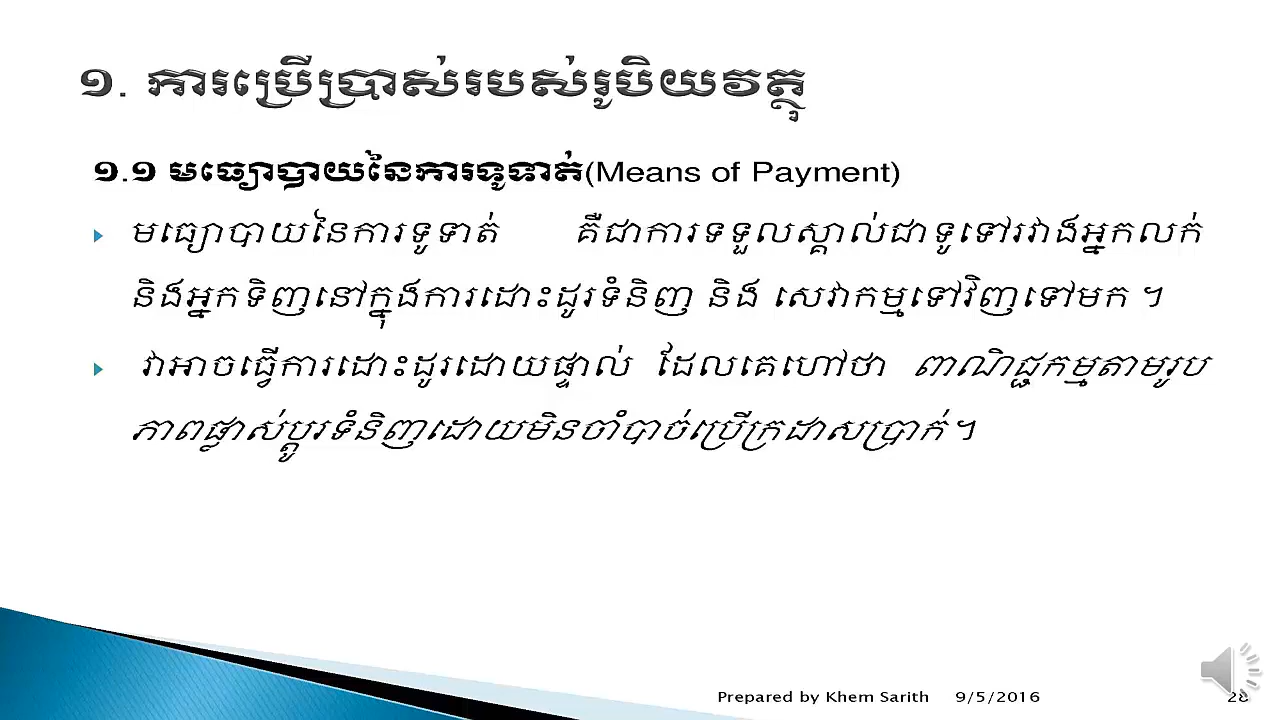 ១. ការប្រើប្រាស់របស់រូបិយវត្ថុ
១.១ មធ្យោបាយនៃការទូទាត់(Means of Payment)
មធ្យោបាយនៃការទូទាត់ គឺជាការទទួលស្គាល់ជាទូទៅរវាងអ្នកលក់
និងអ្នកទិញនៅក្នុងការដោះដូរទំនិញ និង សេវាកម្មទៅវិញទៅមក ។
វាអាចធ្វើការដោះដូរដោយផ្ទាល់ ដែលគេហៅថា ពាណិជ្ជកម្មតាមរូប
ភាពផ្លាស់ប្តូរទំនិញដោយមិនចាំបាច់ប្រើក្រដាសប្រាក់។
Prepared by Khem Sarith 9/5/2016 28